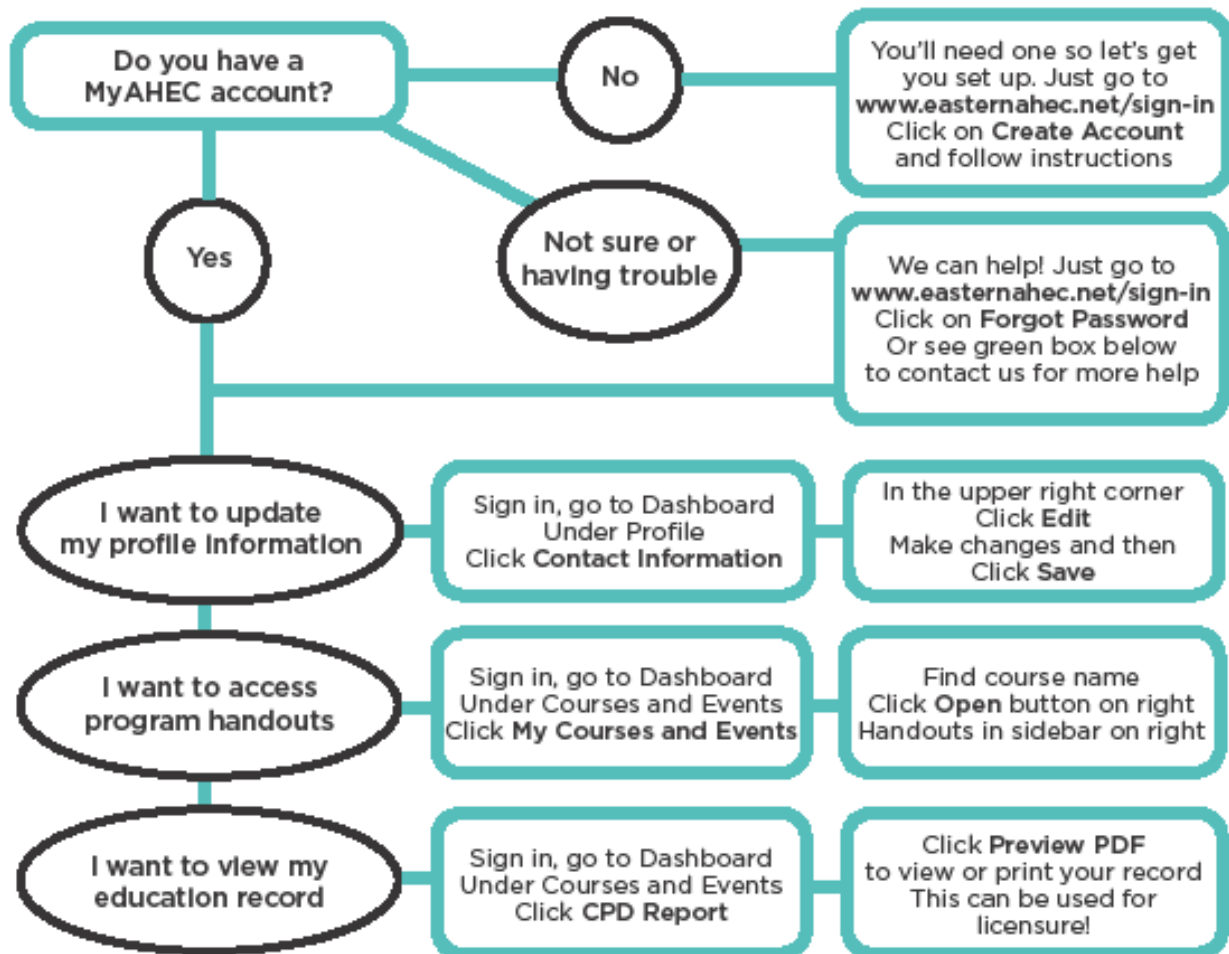 Do you have a
MyAHEC account?
No
You'll need one so let's get
you set up. Just go to
www.easternahec.net/sign-in
Click on Create Account
and follow instructions
Yes
Not sure or
having trouble
We can help! Just go to
www.easternahec.net/sign-in
Click on Forgot Password
Or see green box below
to contact us for more help
I want to update
my profile information
Sign in, go to Dashboard
Under Profile
Click Contact Information
In the upper right corner
Click Edit
Make changes and then
Click Save
I want to access
program handouts
Sign in, go to Dashboard
Under Courses and Events
Click My Courses and Events
Find course name
Click Open button on right
Handouts in sidebar on right
I want to view my
education record
Sign in, go to Dashboard
Under Courses and Events
Click CPD Report
Click Preview PDF
to view or print your record
This can be used for
licensure!